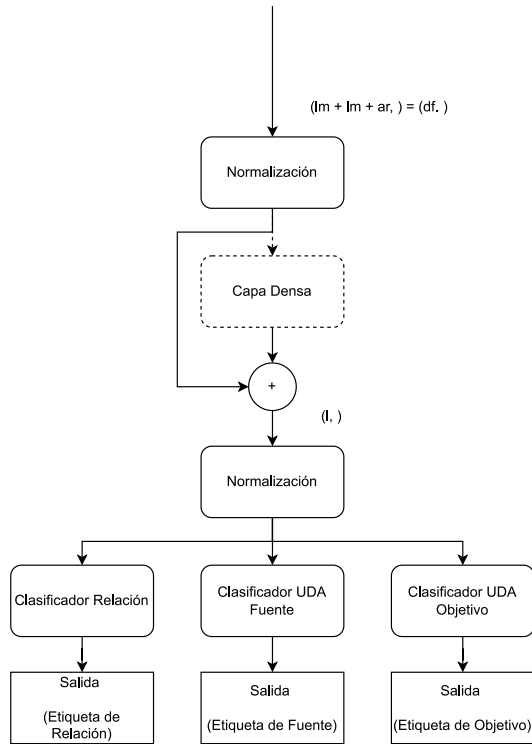 (lm + lm + ar, ) = (df. )
Normalización
Capa Densa
+
(l, )
Normalización
Clasificador Relación
Clasificador UDA
Fuente
Clasificador UDA
Objetivo
Salida
(Etiqueta de
Relación)
Salida
(Etiqueta de Fuente)
Salida
(Etiqueta de Objetivo)